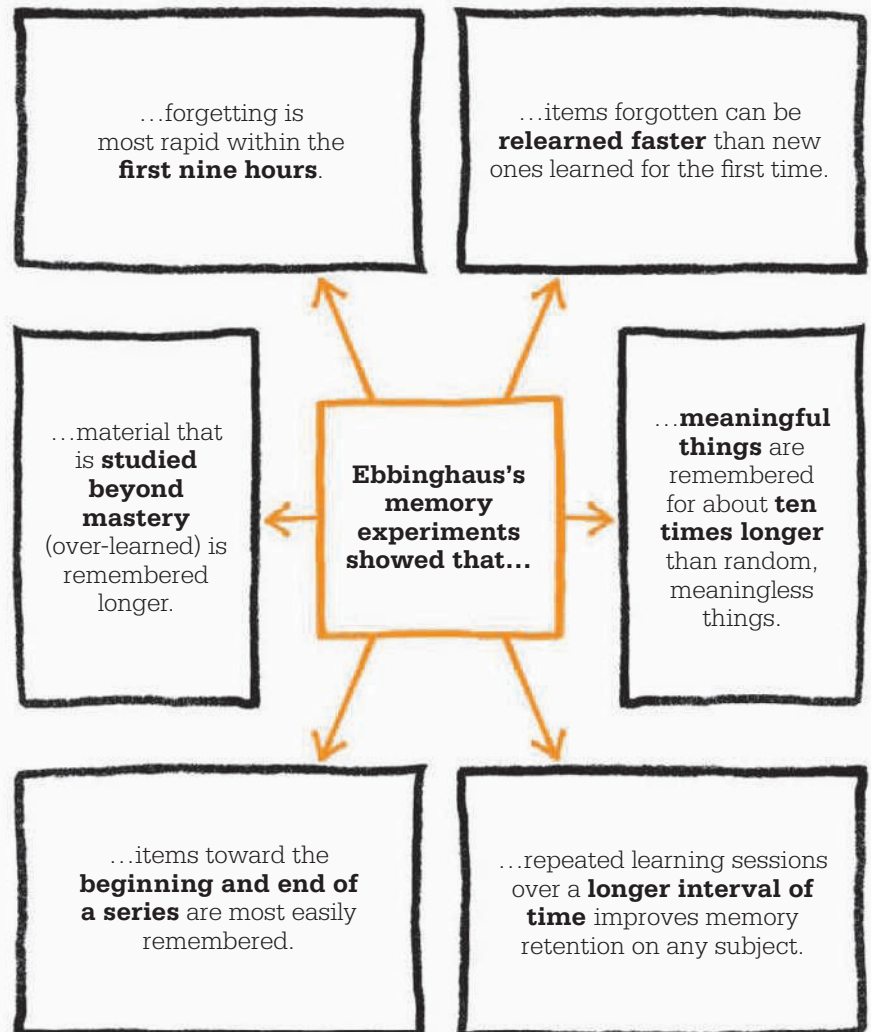 …forgetting is
most rapid within the
first nine hours.
…items forgotten can be
relearned faster than new
ones learned for the first time.
…material that
is studied
beyond
mastery
(over-learned) is
remembered
longer.
Ebbinghaus's
memory
experiments
showed that…
…meaningful
things are
remembered
for about ten
times longer
than random,
meaningless
things.
…items toward the
beginning and end of
a series are most easily
remembered.
…repeated learning sessions
over a longer interval of
time improves memory
retention on any subject.